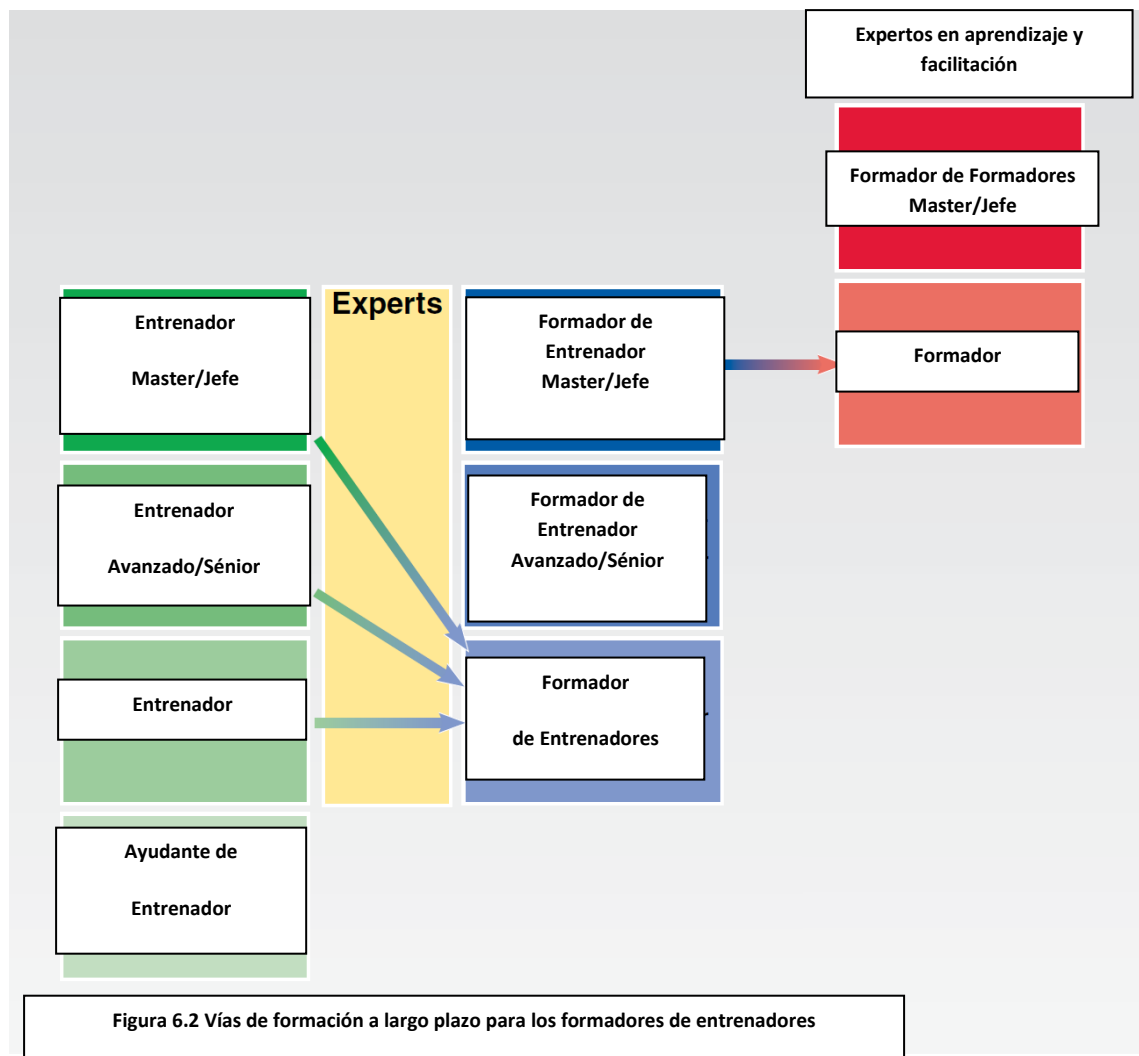 Expertos en aprendizaje y
facilitación
Formador de Formadores
Master/Jefe
Formador
Experts
Entrenador
Master/Jefe
Formador de
Entrenador
Master/Jefe
Entrenador
Avanzado/Sénior
Formador de
Entrenador
Avanzado/Sénior
Entrenador
Formador
de Entrenadores
Ayudante de
Entrenador
Figura 6.2 Vías de formación a largo plazo para los formadores de entrenadores